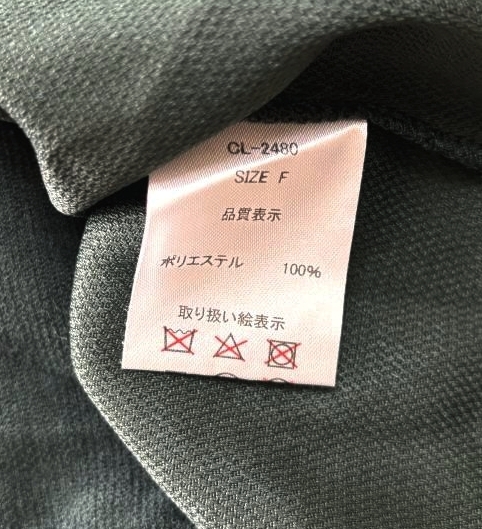 CL-2480
SIZE F
品質表示
ポリエステル 100%
取り扱い絵表示